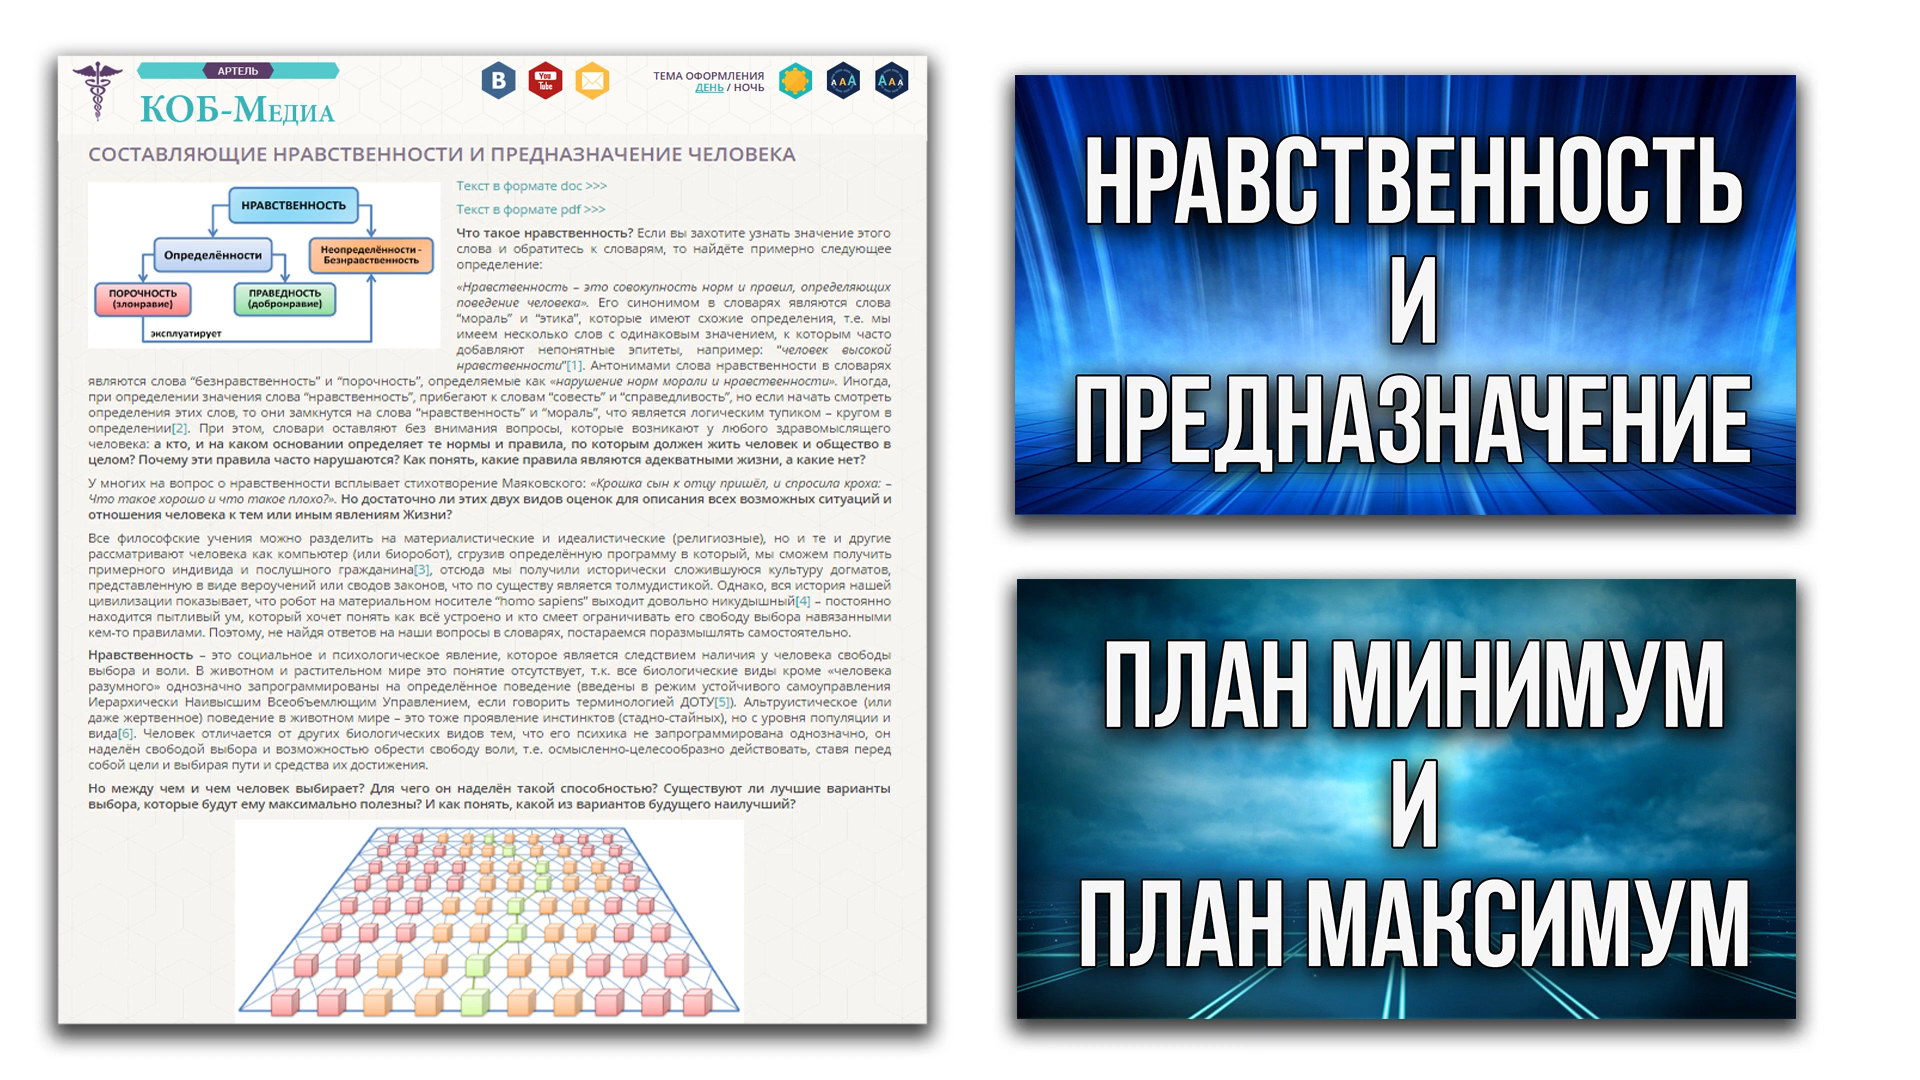 АРТЕЛЬ
КОБ-МЕДИА
B
You
Tube
ТЕМА ОФОРМЛЕНИЯ
ДЕНЬ / НОЧЬ
A A A
A A A
СОСТАВЛЯЮЩИЕ НРАВСТВЕННОСТИ И ПРЕДНАЗНАЧЕНИЕ ЧЕЛОВЕКА
НРАВСТВЕННОСТЬ
Определённости
Неопределённости -
Безнравственность
ПОРОЧНОСТЬ
(злонравие)
ПРАВЕДНОСТЬ
(добронравие)
эксплуатирует
Текст в формате doc >>>
Текст в формате pdf >>>
Что такое нравственность? Если вы захотите узнать значение этого
слова и обратитесь к словарям, то найдёте примерно следующее
определение:
«Нравственность – это совокупность норм и правил, определяющих
поведение человека». Его синонимом в словарях являются слова
“мораль” и “этика”, которые имеют схожие определения, т.е. мы
имеем несколько слов с одинаковым значением, к которым часто
добавляют непонятные эпитеты, например: “человек высокой
нравственности”[1]. Антонимами слова нравственности в словарях
являются слова “безнравственность” и “порочность”, определяемые как «нарушение норм морали и нравственности». Иногда,
при определении значения слова “нравственность”, прибегают к словам “совесть” и “справедливость”, но если начать смотреть
определения этих слов, то они замкнутся на слова “нравственность” и “мораль”, что является логическим тупиком – кругом в
определении[2]. При этом, словари оставляют без внимания вопросы, которые возникают у любого здравомыслящего
человека: а кто, и на каком основании определяет те нормы и правила, по которым должен жить человек и общество в
целом? Почему эти правила часто нарушаются? Как понять, какие правила являются адекватными жизни, а какие нет?
У многих на вопрос о нравственности всплывает стихотворение Маяковского: «Крошка сын к отцу пришёл, и спросила кроха: –
Что такое хорошо и что такое плохо?». Но достаточно ли этих двух видов оценок для описания всех возможных ситуаций и
отношения человека к тем или иным явлениям Жизни?
Все философские учения можно разделить на материалистические и идеалистические (религиозные), но и те и другие
рассматривают человека как компьютер (или биоробот), сгрузив определённую программу в который, мы сможем получить
примерного индивида и послушного гражданина[3], отсюда мы получили исторически сложившуюся культуру догматов,
представленную в виде вероучений или сводов законов, что по существу является толмудистикой. Однако, вся история нашей
цивилизации показывает, что робот на материальном носителе “homo sapiens” выходит довольно никудышный[4] – постоянно
находится пытливый ум, который хочет понять как всё устроено и кто смеет ограничивать его свободу выбора навязанными
кем-то правилами. Поэтому, не найдя ответов на наши вопросы в словарях, постараемся поразмышлять самостоятельно.
Нравственность – это социальное и психологическое явление, которое является следствием наличия у человека свободы
выбора и воли. В животном и растительном мире это понятие отсутствует, т.к. все биологические виды кроме «человека
разумного» однозначно запрограммированы на определённое поведение (введены в режим устойчивого самоуправления
Иерархически Наивысшим Всеобъемлющим Управлением, если говорить терминологией ДОТУ[5]). Альтруистическое (или
даже жертвенное) поведение в животном мире – это тоже проявление инстинктов (стадно-стайных), но с уровня популяции и
вида[6]. Человек отличается от других биологических видов тем, что его психика не запрограммирована однозначно, он
наделён свободой выбора и возможностью обрести свободу воли, т.е. осмысленно-целесообразно действовать, ставя перед
собой цели и выбирая пути и средства их достижения.
Но между чем и чем человек выбирает? Для чего он наделён такой способностью? Существуют ли лучшие варианты
выбора, которые будут ему максимально полезны? И как понять, какой из вариантов будущего наилучший?
НРАВСТВЕННОСТЬ
И
ПРЕДНАЗНАЧЕНИЕ
ПЛАН МИНИМУМ
И
ПЛАН МАКСИМУМ